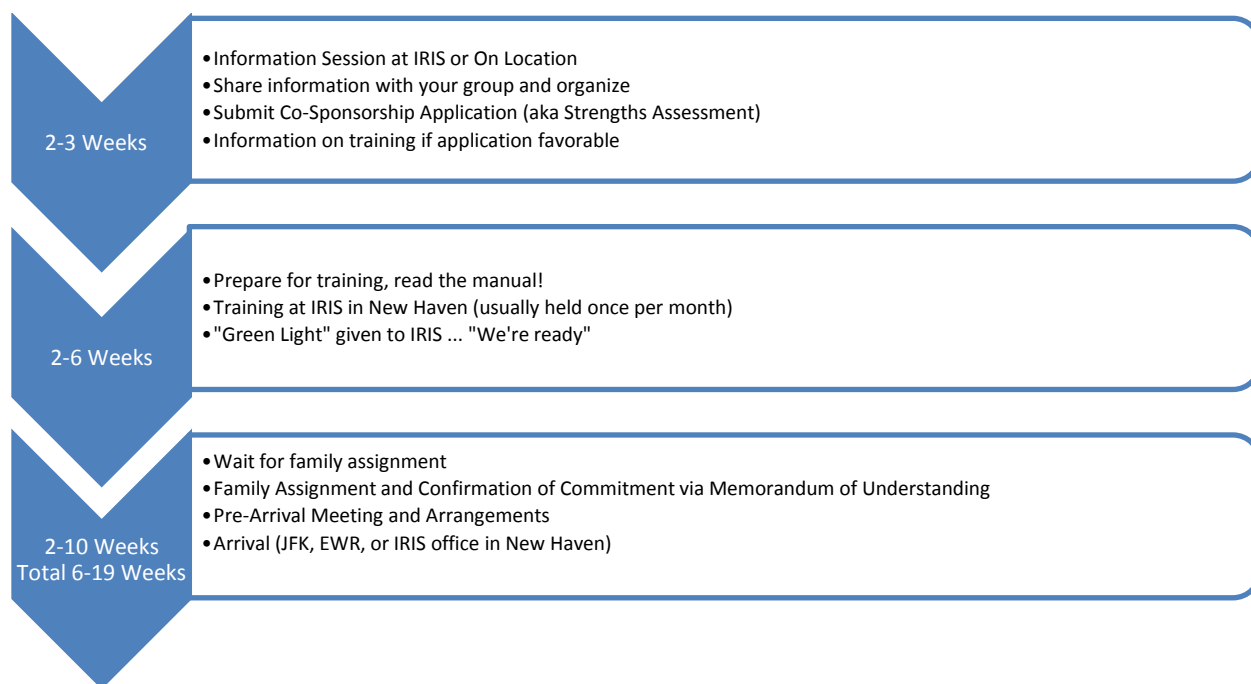 2-3 Weeks
•Information Session at IRIS or On Location
•Share information with your group and organize
•Submit Co-Sponsorship Application (aka Strengths Assessment)
•Information on training if application favorable
2-6 Weeks
•Prepare for training, read the manual!
•Training at IRIS in New Haven (usually held once per month)
•"Green Light" given to IRIS ... "We're ready"
2-10 Weeks
Total 6-19 Weeks
•Wait for family assignment
•Family Assignment and Confirmation of Commitment via Memorandum of Understanding
•Pre-Arrival Meeting and Arrangements
•Arrival (JFK, EWR, or IRIS office in New Haven)